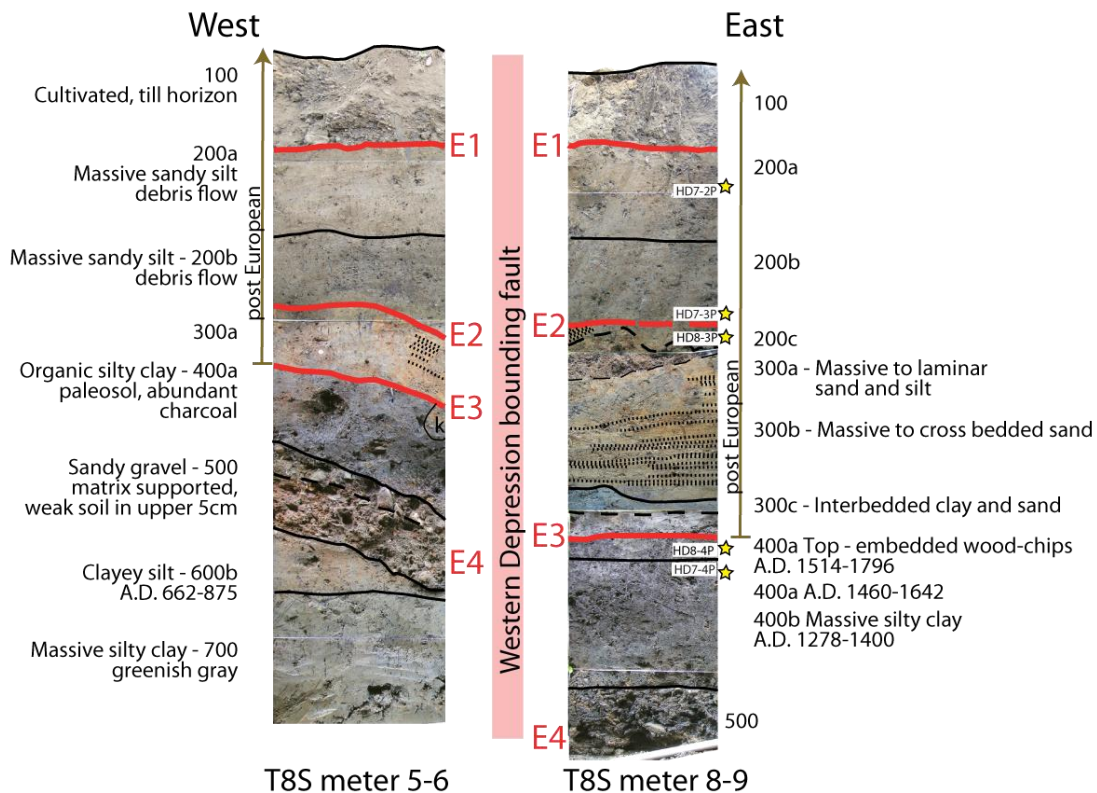 West
East
100
Cultivated, till horizon
200a
Massive sandy silt
debris flow
Massive sandy silt - 200b
debris flow
post European
300a
Organic silty clay - 400a
paleosol, abundant
charcoal
Sandy gravel - 500
matrix supported,
weak soil in upper 5cm
Clayey silt - 600b
A.D. 662-875
Massive silty clay - 700
greenish gray
E1
E2
E3
k
E4
T8S meter 5-6
Western Depression bounding fault
E1
E2
E3
E4
HD7-2P
HD7-3P
HD8-3P
HD8-4P
HD7-4P
post European
100
200a
200b
200c
300a - Massive to laminar
sand and silt
300b - Massive to cross bedded sand
300c - Interbedded clay and sand
400a Top - embedded wood-chips
A.D. 1514-1796
400a A.D. 1460-1642
400b Massive silty clay
A.D. 1278-1400
500
T8S meter 8-9